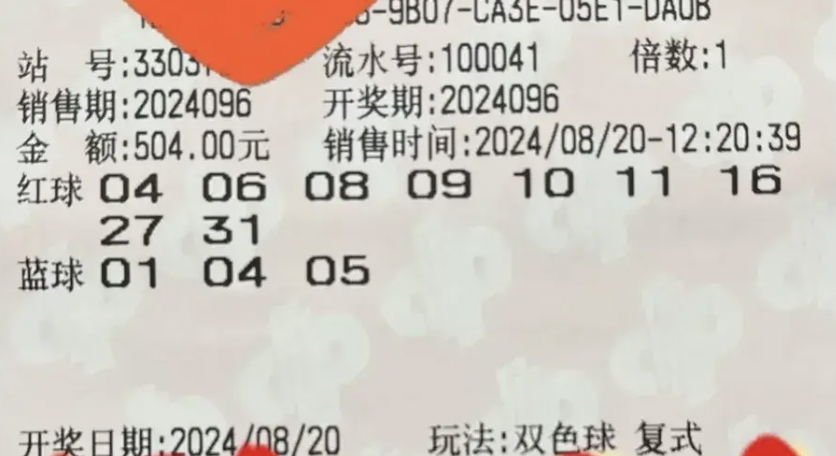 -9B07-CA3E-05E1-DA0B
站 号:3303 流水号:100041 倍数:1
销售期:2024096 开奖期:2024096
金 额:504.00元 销售时间:2024/08/20-12:20:39
红球 04 06 08 09 10 11 16
27 31
蓝球 01 04 05
开奖日期:2024/08/20 玩法:双色球 复式